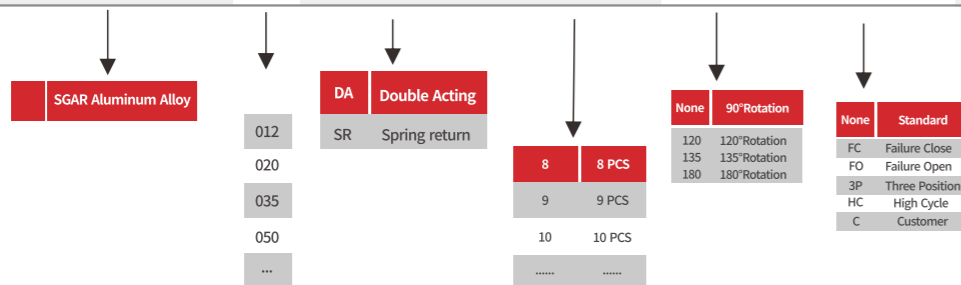 SGAR Aluminum Alloy
012
020
035
050
...
DA Double Acting
SR Spring return
8 8 PCS
9 9 PCS
10 10 PCS
...... ......
None 90°Rotation
120 120°Rotation
135 135°Rotation
180 180°Rotation
None Standard
FC Failure Close
FO Failure Open
3P Three Position
HC High Cycle
C Customer